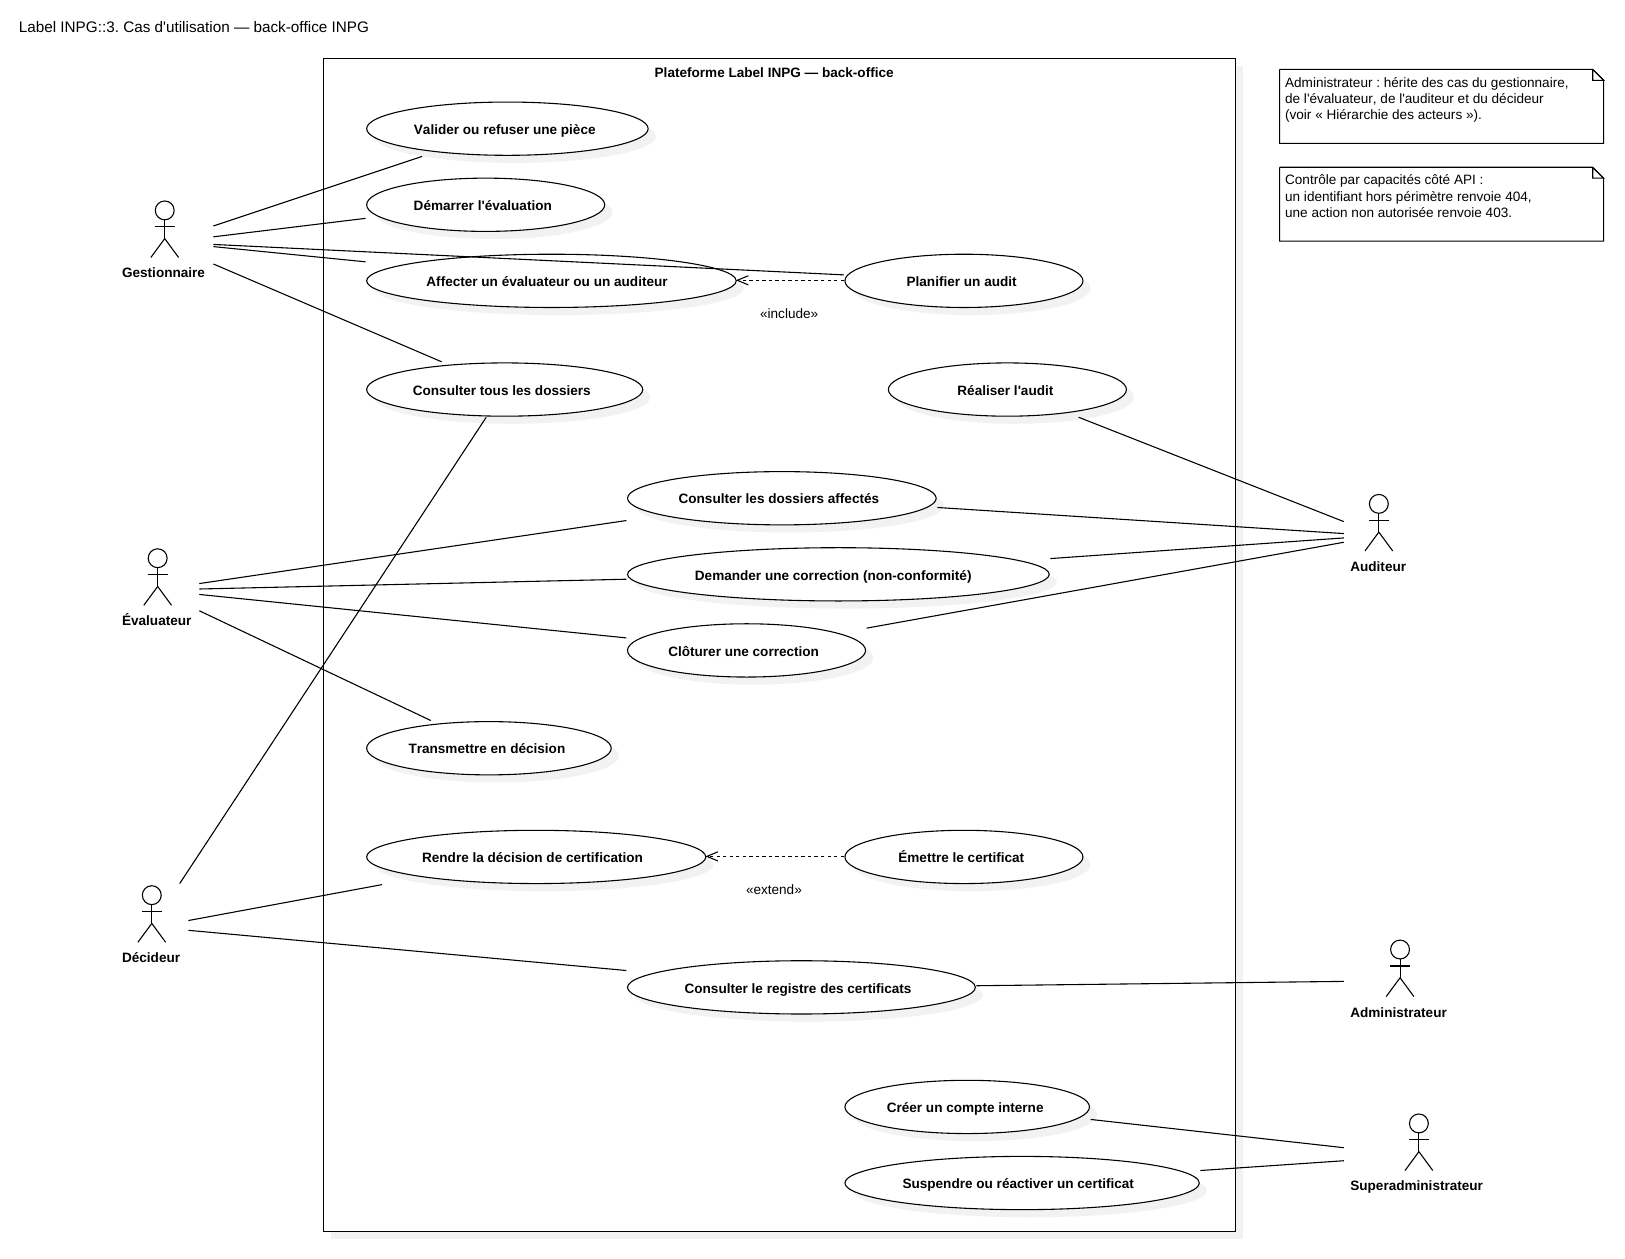 Label INPG::3. Cas d'utilisation — back-office INPG
Plateforme Label INPG — back-office
Administrateur : hérite des cas du gestionnaire,
de l'évaluateur, de l'auditeur et du décideur
(voir « Hiérarchie des acteurs »).
Valider ou refuser une pièce
Contrôle par capacités côté API :
un identifiant hors périmètre renvoie 404,
une action non autorisée renvoie 403.
Démarrer l'évaluation
Gestionnaire
Affecter un évaluateur ou un auditeur
Planifier un audit
«include»
Consulter tous les dossiers
Réaliser l'audit
Consulter les dossiers affectés
Auditeur
Demander une correction (non-conformité)
Évaluateur
Clôturer une correction
Transmettre en décision
Rendre la décision de certification
Émettre le certificat
«extend»
Décideur
Consulter le registre des certificats
Administrateur
Créer un compte interne
Suspendre ou réactiver un certificat
Superadministrateur